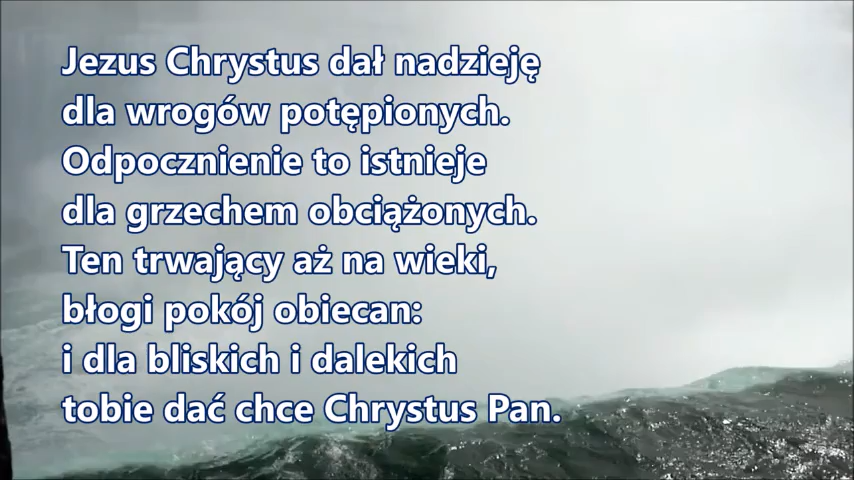 Jezus Chrystus dał nadzieję
dla wrogów potępionych.
Odpocznienie to istnieje
dla grzechem obciążonych.
Ten trwający aż na wieki,
błogi pokój obiecan:
i dla bliskich i dalekich
tobie dać chce Chrystus Pan.